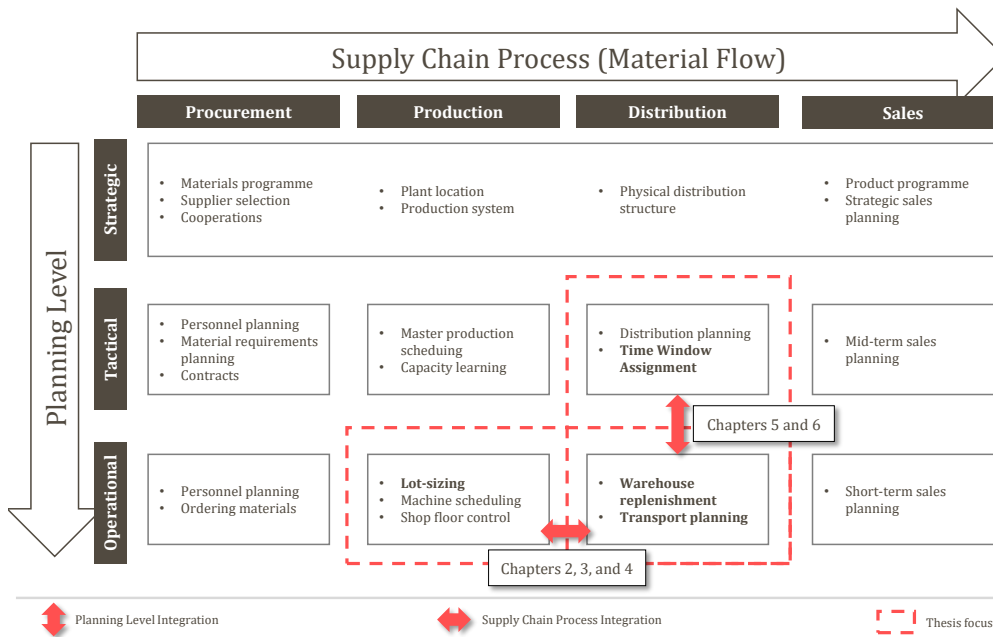 Supply Chain Process (Material Flow)
Procurement
Production
Distribution
Sales
Planning Level
Strategic
• Materials programme
• Supplier selection
• Cooperations
• Plant location
• Production system
• Physical distribution
structure
• Product programme
• Strategic sales
planning
Tactical
• Personnel planning
• Material requirements
planning
• Contracts
• Master production
scheduing
• Capacity learning
• Distribution planning
• Time Window
Assignment
• Mid-term sales
planning
Chapters 5 and 6
Operational
• Personnel planning
• Ordering materials
• Lot-sizing
• Machine scheduling
• Shop floor control
• Warehouse
replenishment
• Transport planning
• Short-term sales
planning
Chapters 2, 3, and 4
Planning Level Integration
Supply Chain Process Integration
Thesis focus